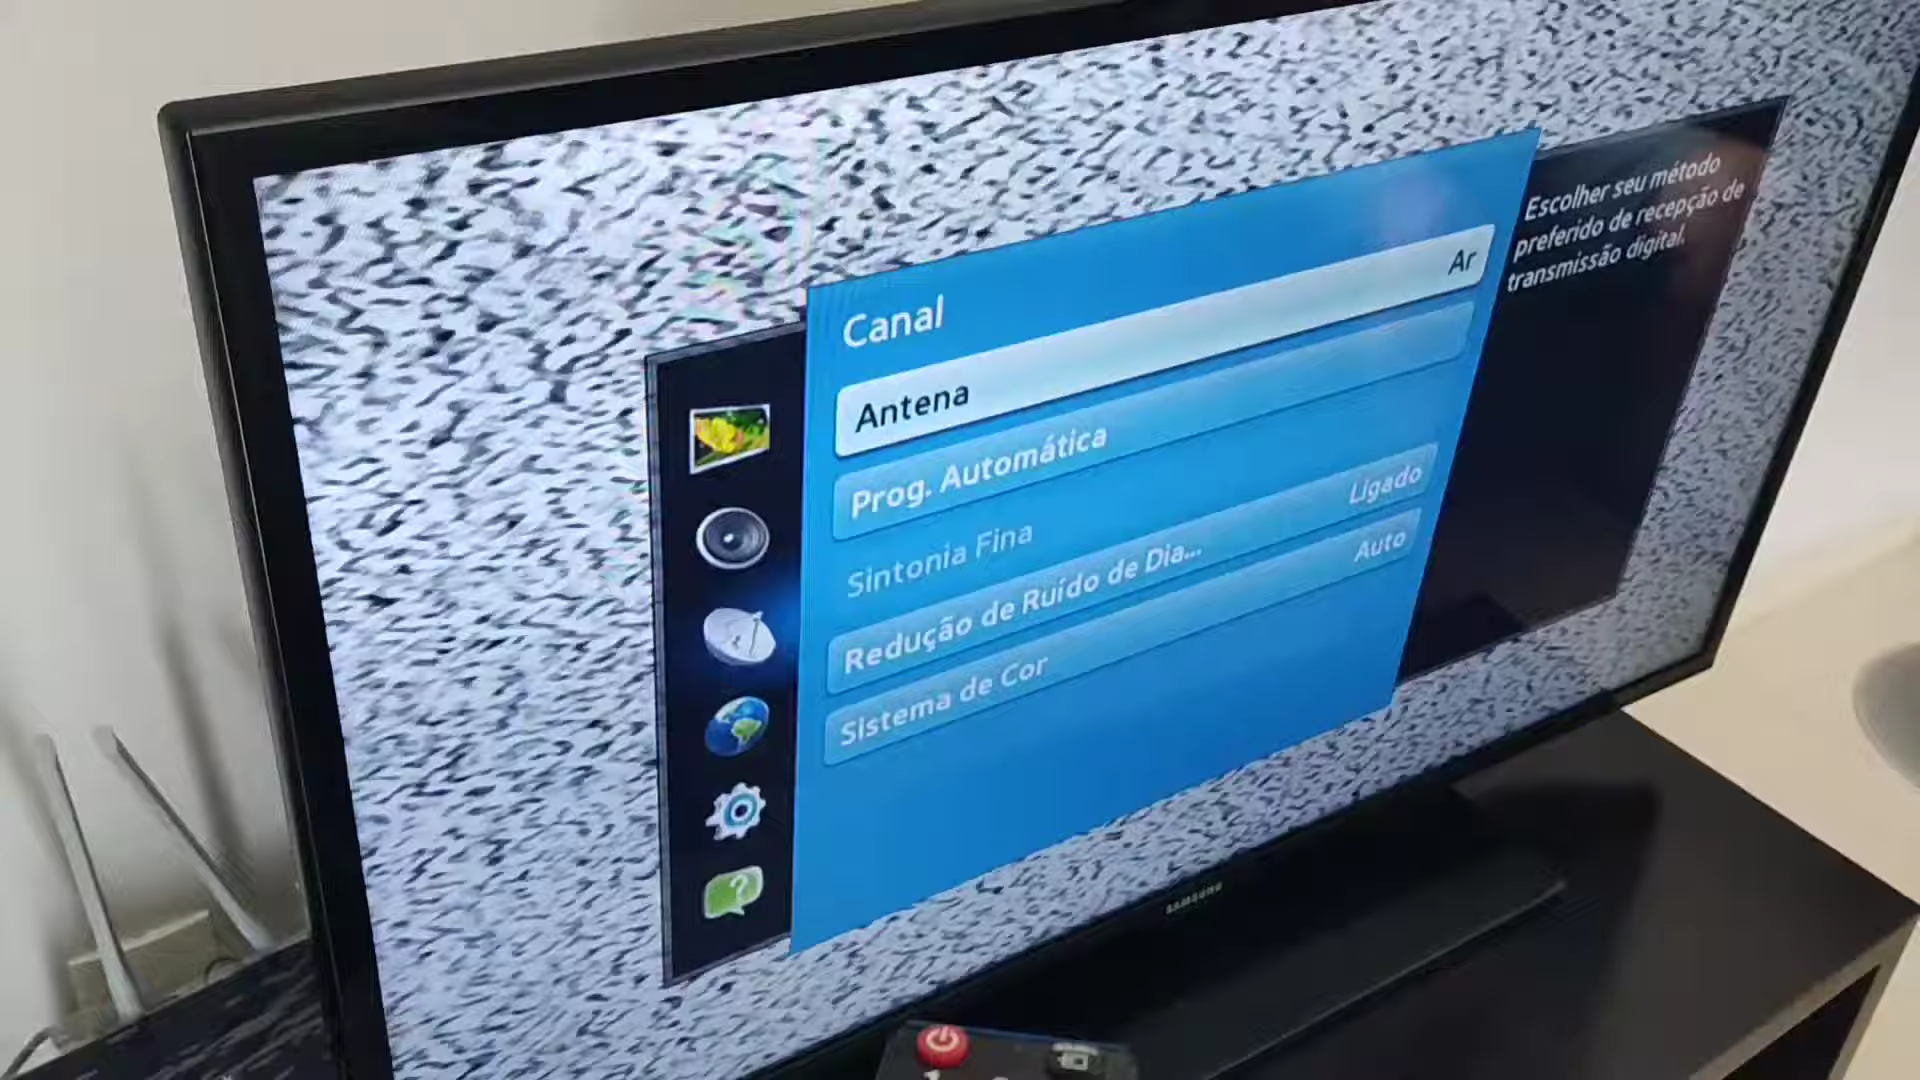 Canal
Antena Ar
Prog. Automática
Sintonia Fina
Redução de Ruído de Dia... Ligado
Sistema de Cor Auto
Escolher seu método
preferido de recepção de
transmissão digital.
SAMSUNG